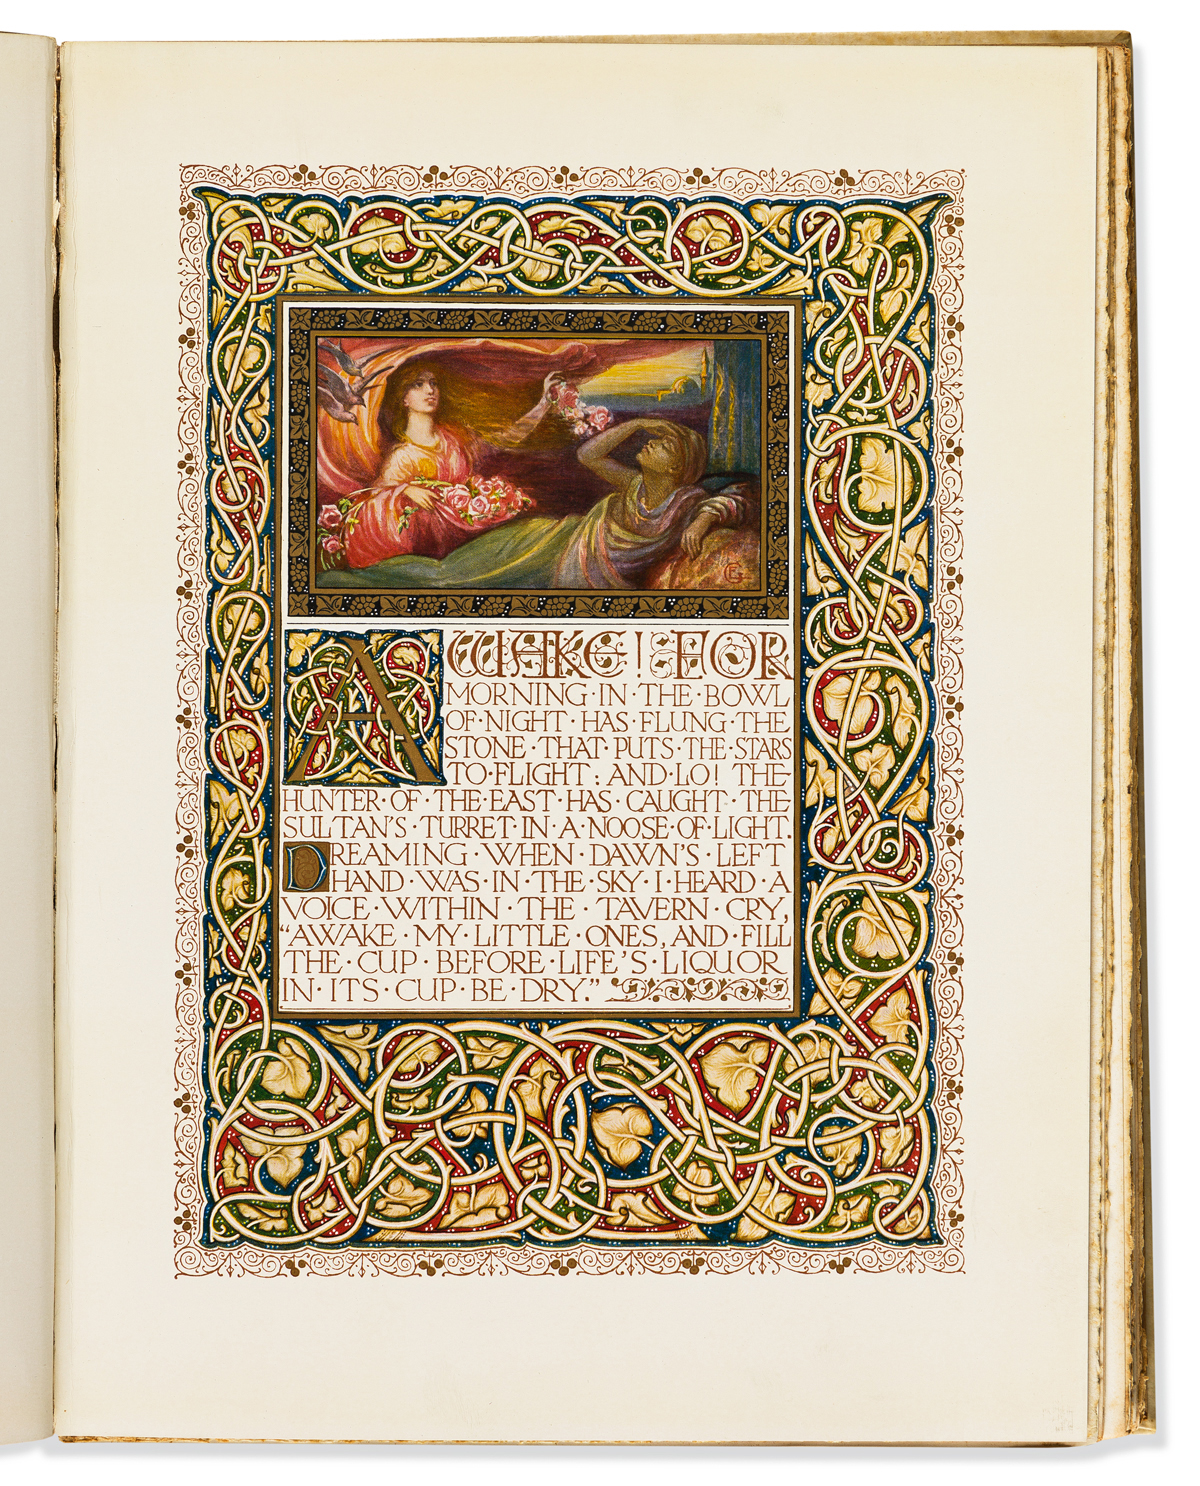 AWAKE! FOR
MORNING·IN·THE·BOWL
OF·NIGHT·HAS·FLUNG·THE
STONE·THAT·PUTS·THE·STARS
TO·FLIGHT: AND·LO! THE
HUNTER·OF·THE·EAST·HAS·CAUGHT·THE
SULTAN'S·TURRET·IN·A·NOOSE·OF·LIGHT.
DREAMING·WHEN·DAWN'S·LEFT
HAND·WAS·IN·THE·SKY·I·HEARD·A
VOICE·WITHIN·THE·TAVERN·CRY,
“AWAKE·MY·LITTLE·ONES, AND·FILL
THE·CUP·BEFORE·LIFE'S·LIQUOR
IN·ITS·CUP·BE·DRY.”